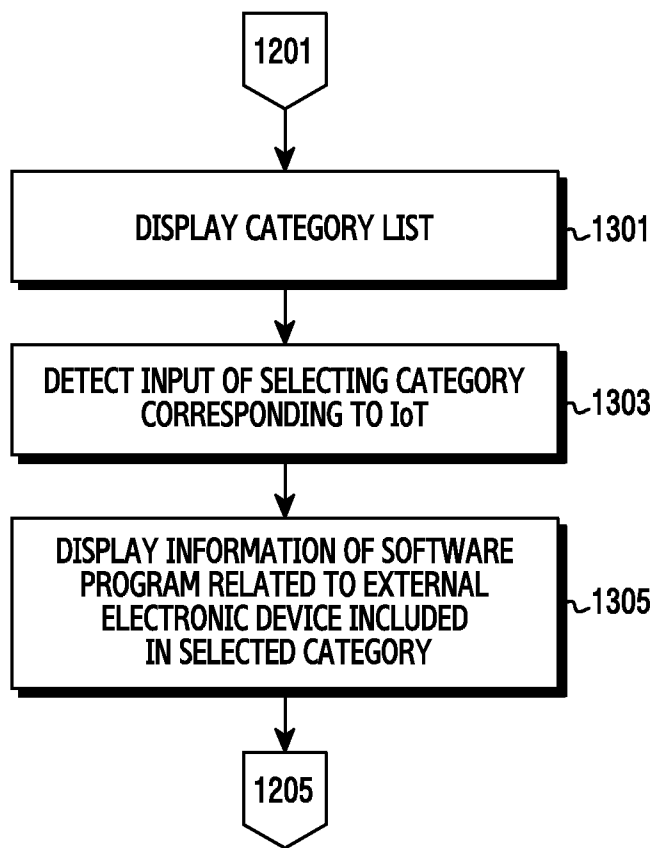 1201
DISPLAY CATEGORY LIST
1301
DETECT INPUT OF SELECTING CATEGORY
CORRESPONDING TO IoT
1303
DISPLAY INFORMATION OF SOFTWARE
PROGRAM RELATED TO EXTERNAL
ELECTRONIC DEVICE INCLUDED
IN SELECTED CATEGORY
1305
1205